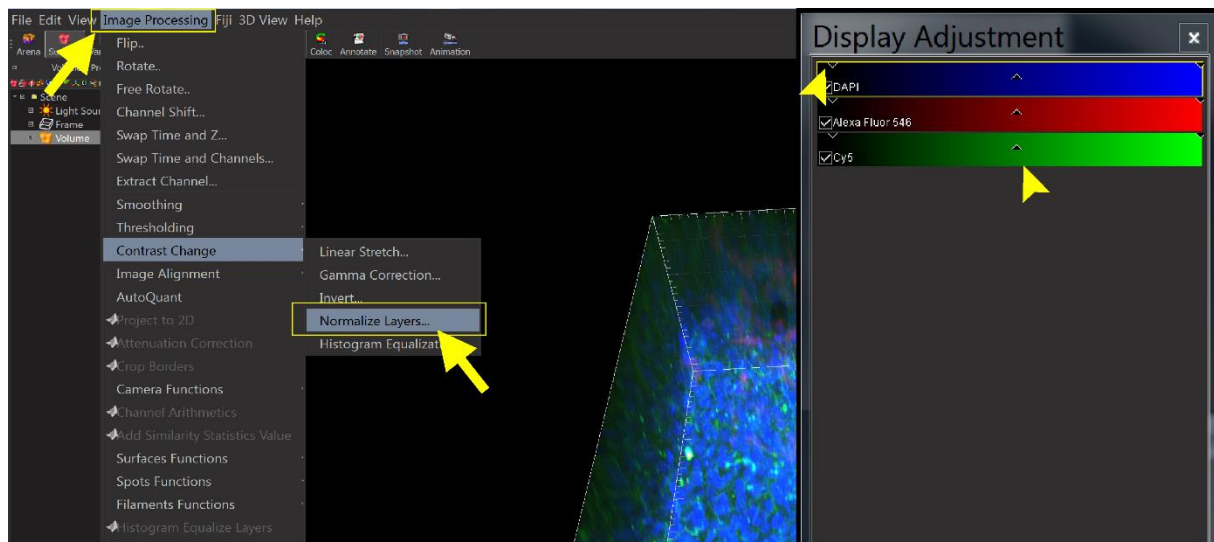 File Edit View Image Processing Fiji 3D View Help
Arena
Coloc Annotate Snapshot Animation
Scene
Light Sour
Frame
Volume
Flip..
Rotate..
Free Rotate..
Channel Shift...
Swap Time and Z...
Swap Time and Channels...
Extract Channel...
Smoothing
Thresholding
Contrast Change
Image Alignment
AutoQuant
Project to 2D
Attenuation Correction
Crop Borders
Camera Functions
Channel Arithmetics
Add Similarity Statistics Value
Surfaces Functions
Spots Functions
Filaments Functions
Histogram Equalize Layers
Linear Stretch...
Gamma Correction...
Invert...
Normalize Layers...
Histogram Equalizat
Display Adjustment
DAPI
Alexa Fluor 546
Cy5